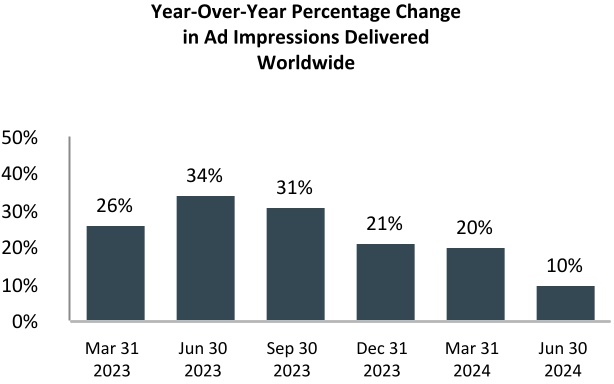 Year-Over-Year Percentage Change
in Ad Impressions Delivered
Worldwide
50%
40%
30%
20%
10%
0%
26%
34%
31%
21%
20%
10%
Mar 31
2023
Jun 30
2023
Sep 30
2023
Dec 31
2023
Mar 31
2024
Jun 30
2024